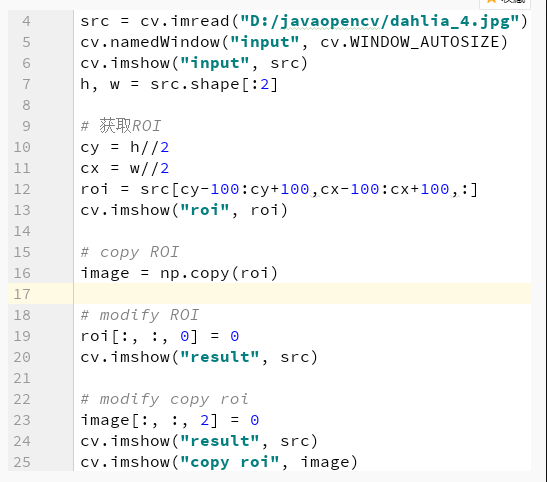 收藏
4 src = cv.imread("D:/javaopencv/dahlia_4.jpg")
5 cv.namedWindow("input", cv.WINDOW_AUTOSIZE)
6 cv.imshow("input", src)
7 h, w = src.shape[:2]
8
9 # 获取ROI
10 cy = h//2
11 cx = w//2
12 roi = src[cy-100:cy+100,cx-100:cx+100,:]
13 cv.imshow("roi", roi)
14
15 # copy ROI
16 image = np.copy(roi)
17
18 # modify ROI
19 roi[:, :, 0] = 0
20 cv.imshow("result", src)
21
22 # modify copy roi
23 image[:, :, 2] = 0
24 cv.imshow("result", src)
25 cv.imshow("copy roi", image)